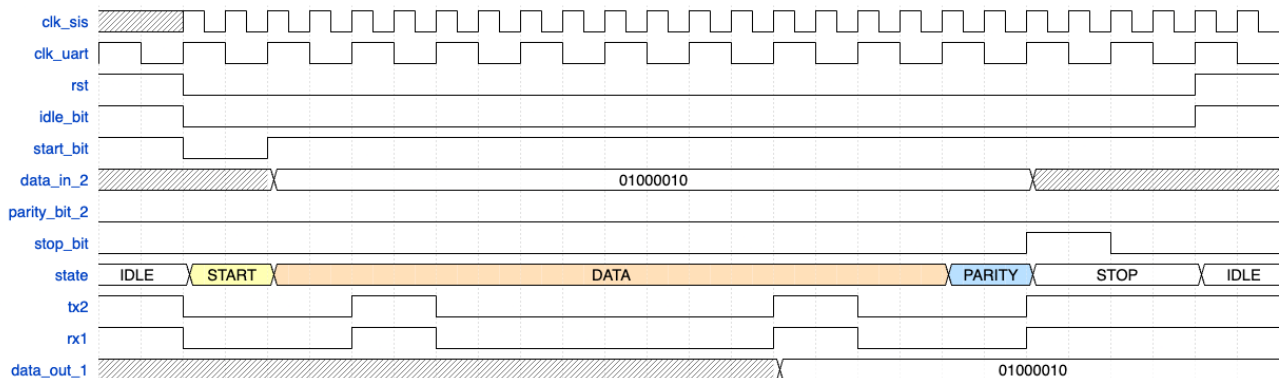 clk_sis
clk_uart
rst
idle_bit
start_bit
data_in_2 01000010
parity_bit_2
stop_bit
state IDLE START DATA PARITY STOP IDLE
tx2
rx1
data_out_1 01000010